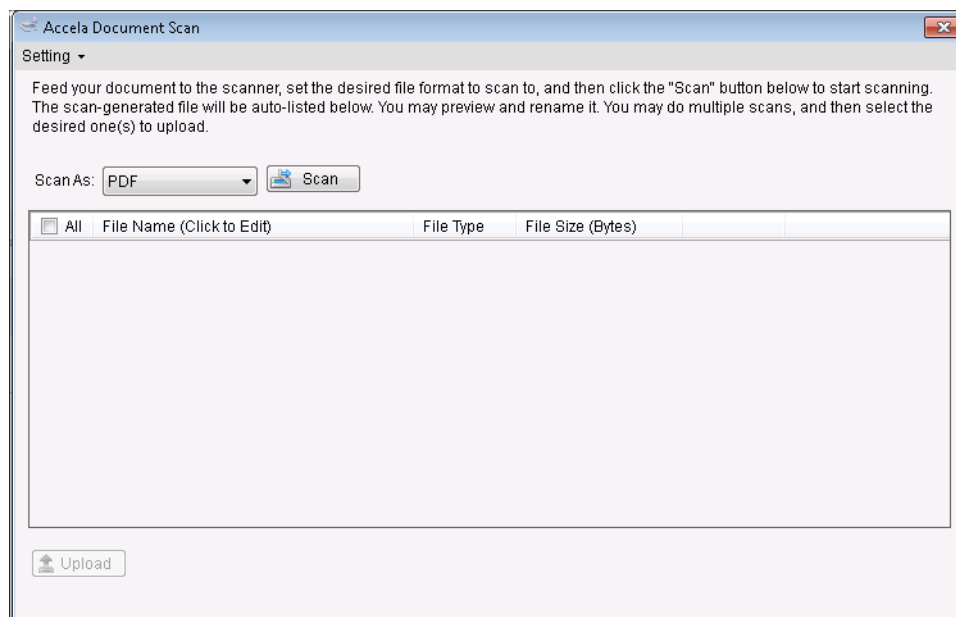 Accela Document Scan
Setting
Feed your document to the scanner, set the desired file format to scan to, and then click the "Scan" button below to start scanning.
The scan-generated file will be auto-listed below. You may preview and rename it. You may do multiple scans, and then select the
desired one(s) to upload.
Scan As: PDF Scan
All File Name (Click to Edit) File Type File Size (Bytes)
Upload